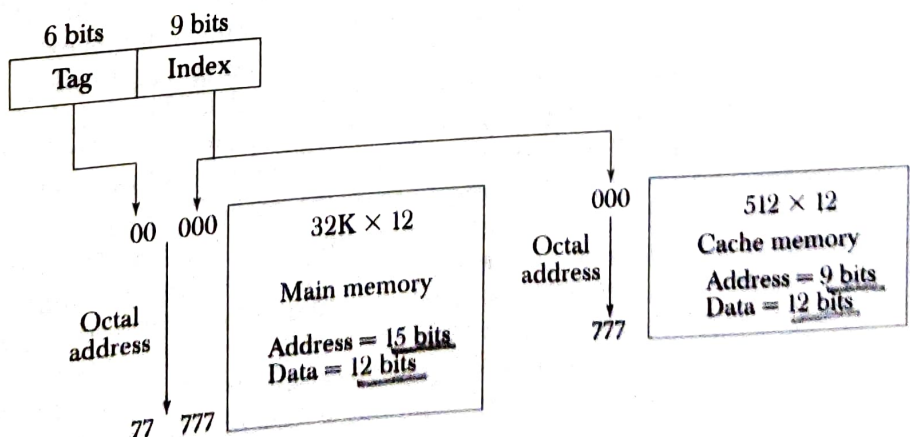 6 bits 9 bits
Tag Index
00 000
32K × 12
Main memory
Octal
address
Address = 15 bits
Data = 12 bits
77 777
000
Octal
address
777
512 × 12
Cache memory
Address = 9 bits
Data = 12 bits